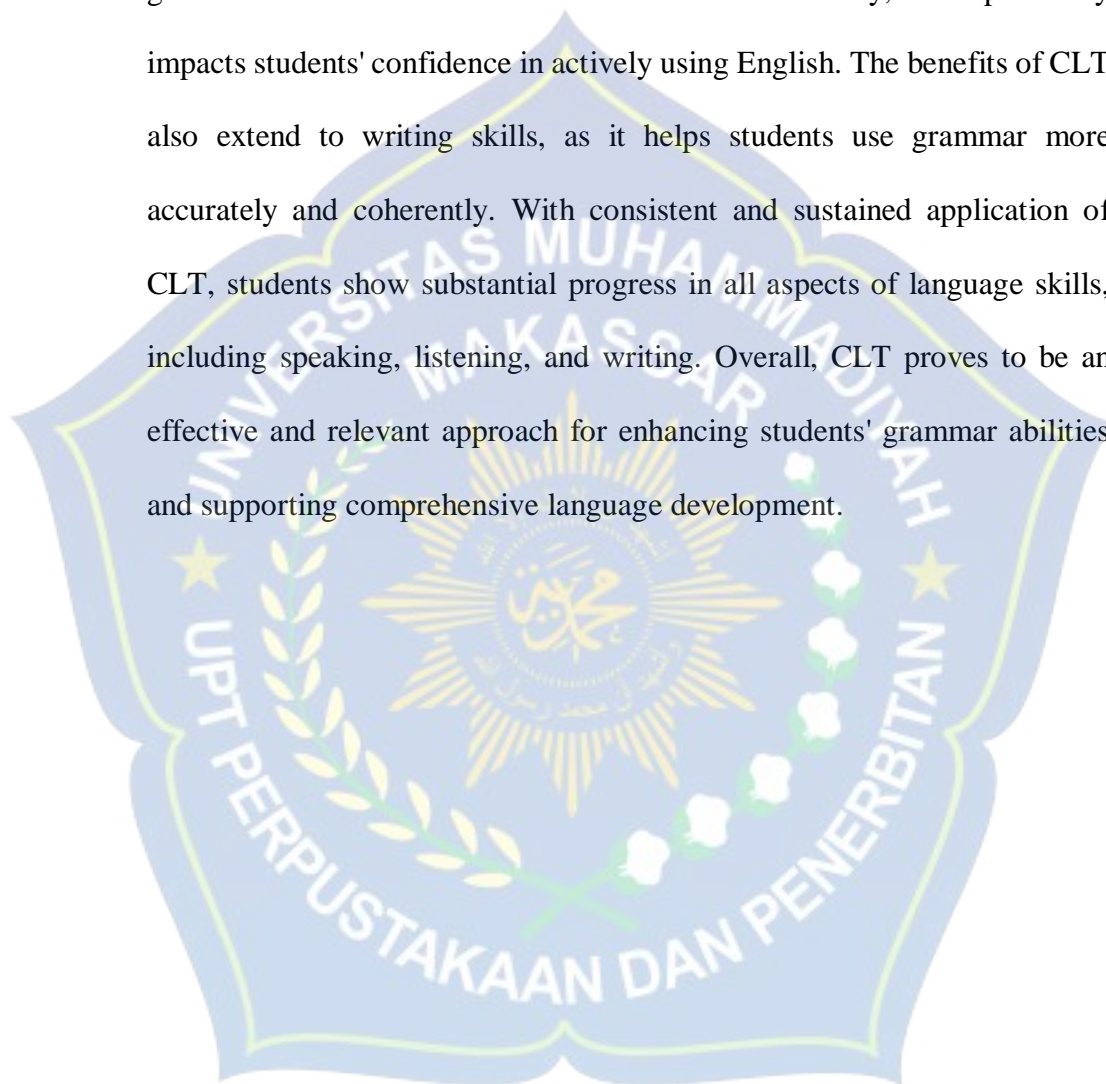 impacts students' confidence in actively using English. The benefits of CLT
also extend to writing skills, as it helps students use grammar more
accurately and coherently. With consistent and sustained application of
CLT, students show substantial progress in all aspects of language skills,
including speaking, listening, and writing. Overall, CLT proves to be an
effective and relevant approach for enhancing students' grammar abilities
and supporting comprehensive language development.
UNIVERSITAS MUHAMMADIYAH
MAKASSAR
محمدية
UPT PERPUSTAKAAN DAN PENERBITAN